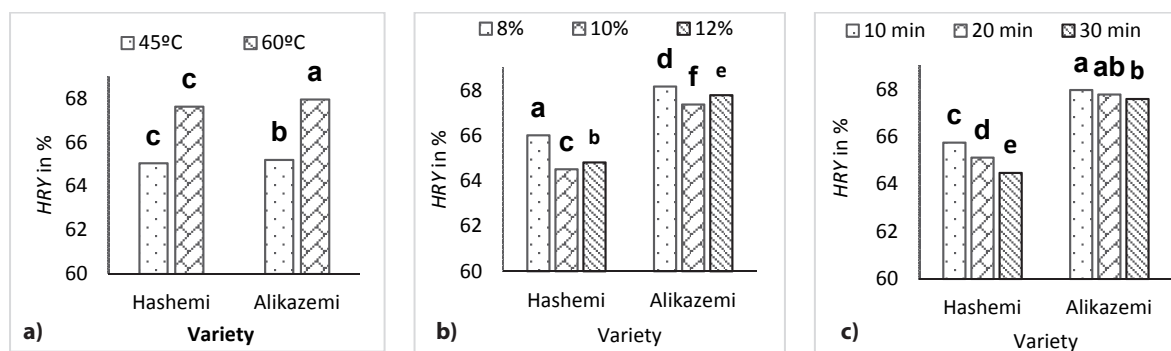 45ºC 60ºC
HRY in %
68
66
64
62
60
c c b a
Hashemi Alikazemi
Variety
a)
8% 10% 12%
HRY in %
68
66
64
62
60
a c b d f e
Hashemi Alikazemi
Variety
b)
10 min 20 min 30 min
HRY in %
68
66
64
62
60
c d e a ab b
Hashemi Alikazemi
Variety
c)